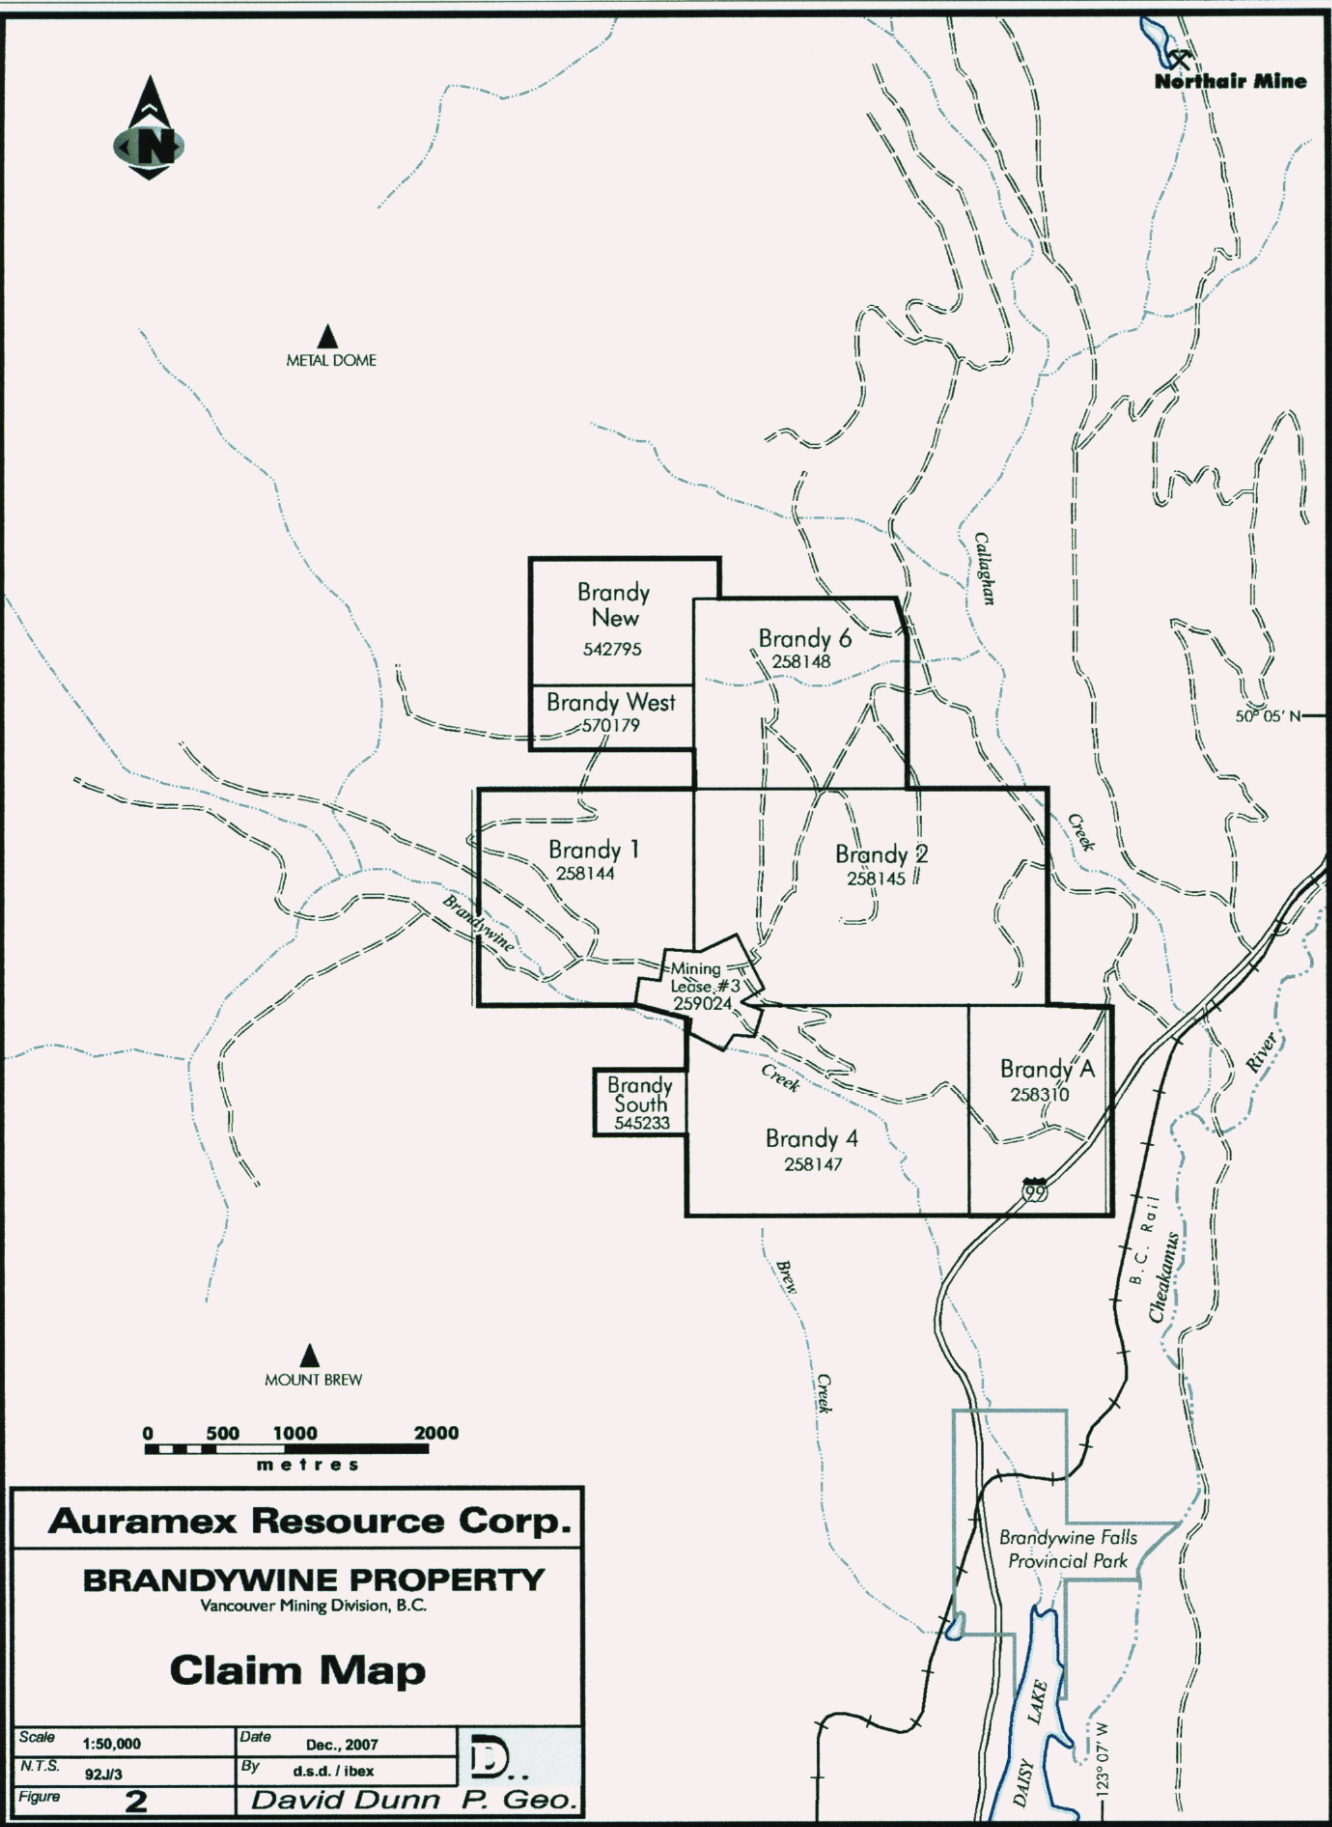 Northair Mine
N
METAL DOME
Callaghan
Brandy
New
542795
Brandy 6
258148
Brandy West
570179
50° 05' N
Creek
Brandy 1
258144
Brandy 2
258145
Brandywine
Mining
Lease #3
259024
River
Creek
Brandy A
258310
Brandy
South
545233
Brandy 4
258147
99
B.C. Rail
Cheakamus
Brew
Creek
MOUNT BREW
0 500 1000 2000
metres
Auramex Resource Corp.
BRANDYWINE PROPERTY
Vancouver Mining Division, B.C.
Claim Map
Scale 1:50,000
Date Dec., 2007
N.T.S. 92J/3
By d.s.d. / ibex
D..
Figure 2
David Dunn P. Geo.
Brandywine Falls
Provincial Park
DAISY LAKE
123° 07' W